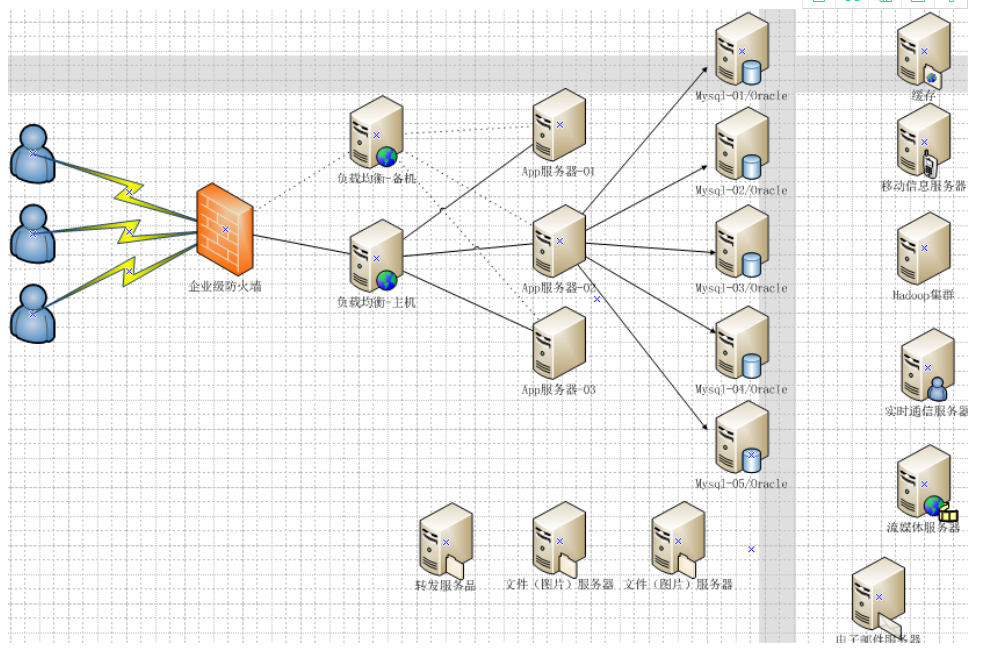 Mysql-01/Oracle
缓存
负载均衡-备机
App服务器-01
Mysql-02/Oracle
移动信息服务器
企业级防火墙
负载均衡-主机
App服务器-02
Mysql-03/Oracle
Hadoop集群
App服务器-03
Mysql-04/Oracle
实时通信服务器
Mysql-05/Oracle
流媒体服务器
转发服务品
文件（图片）服务器
文件（图片）服务器
电子邮件服务器